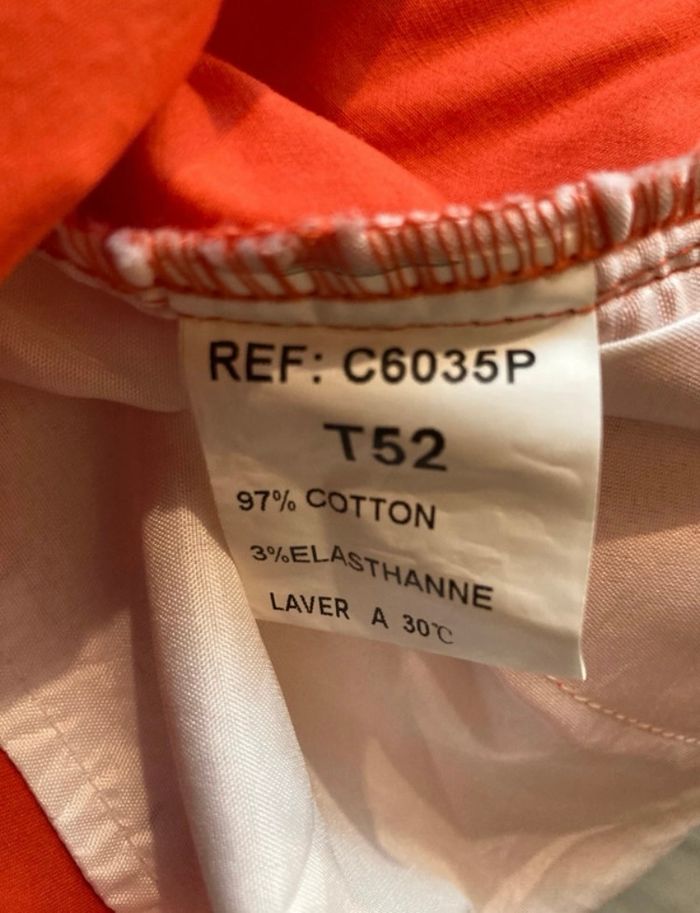 REF: C6035P
T52
97% COTTON
3%ELASTHANNE
LAVER A 30℃